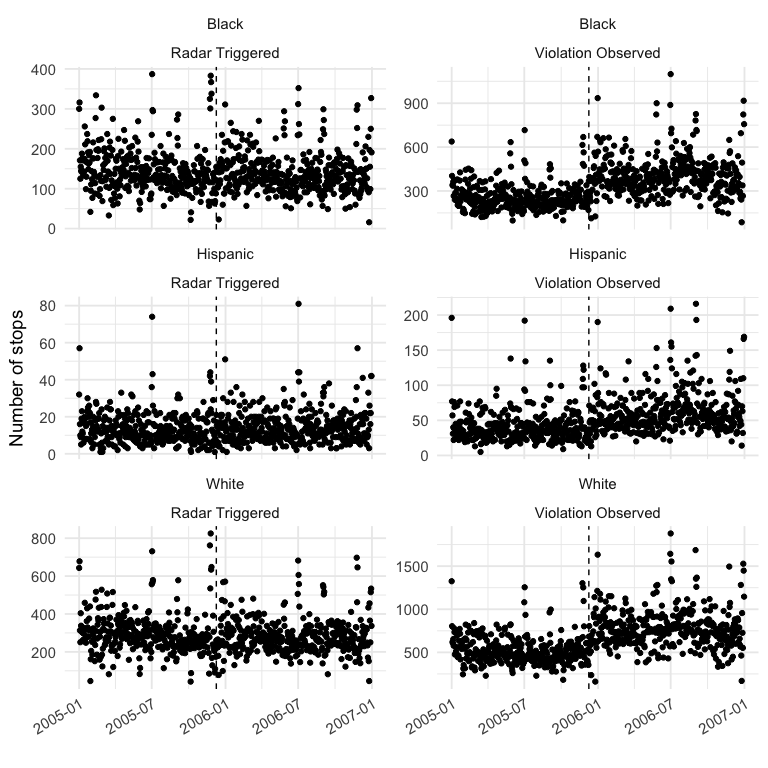 Black
Black
Radar Triggered
Violation Observed
400
300
200
100
0
900
600
300
Hispanic
Hispanic
Radar Triggered
Violation Observed
80
60
40
20
0
200
150
100
50
0
Number of stops
White
White
Radar Triggered
Violation Observed
800
600
400
200
1500
1000
500
2005-01
2005-07
2006-01
2006-07
2007-01
2005-01
2005-07
2006-01
2006-07
2007-01